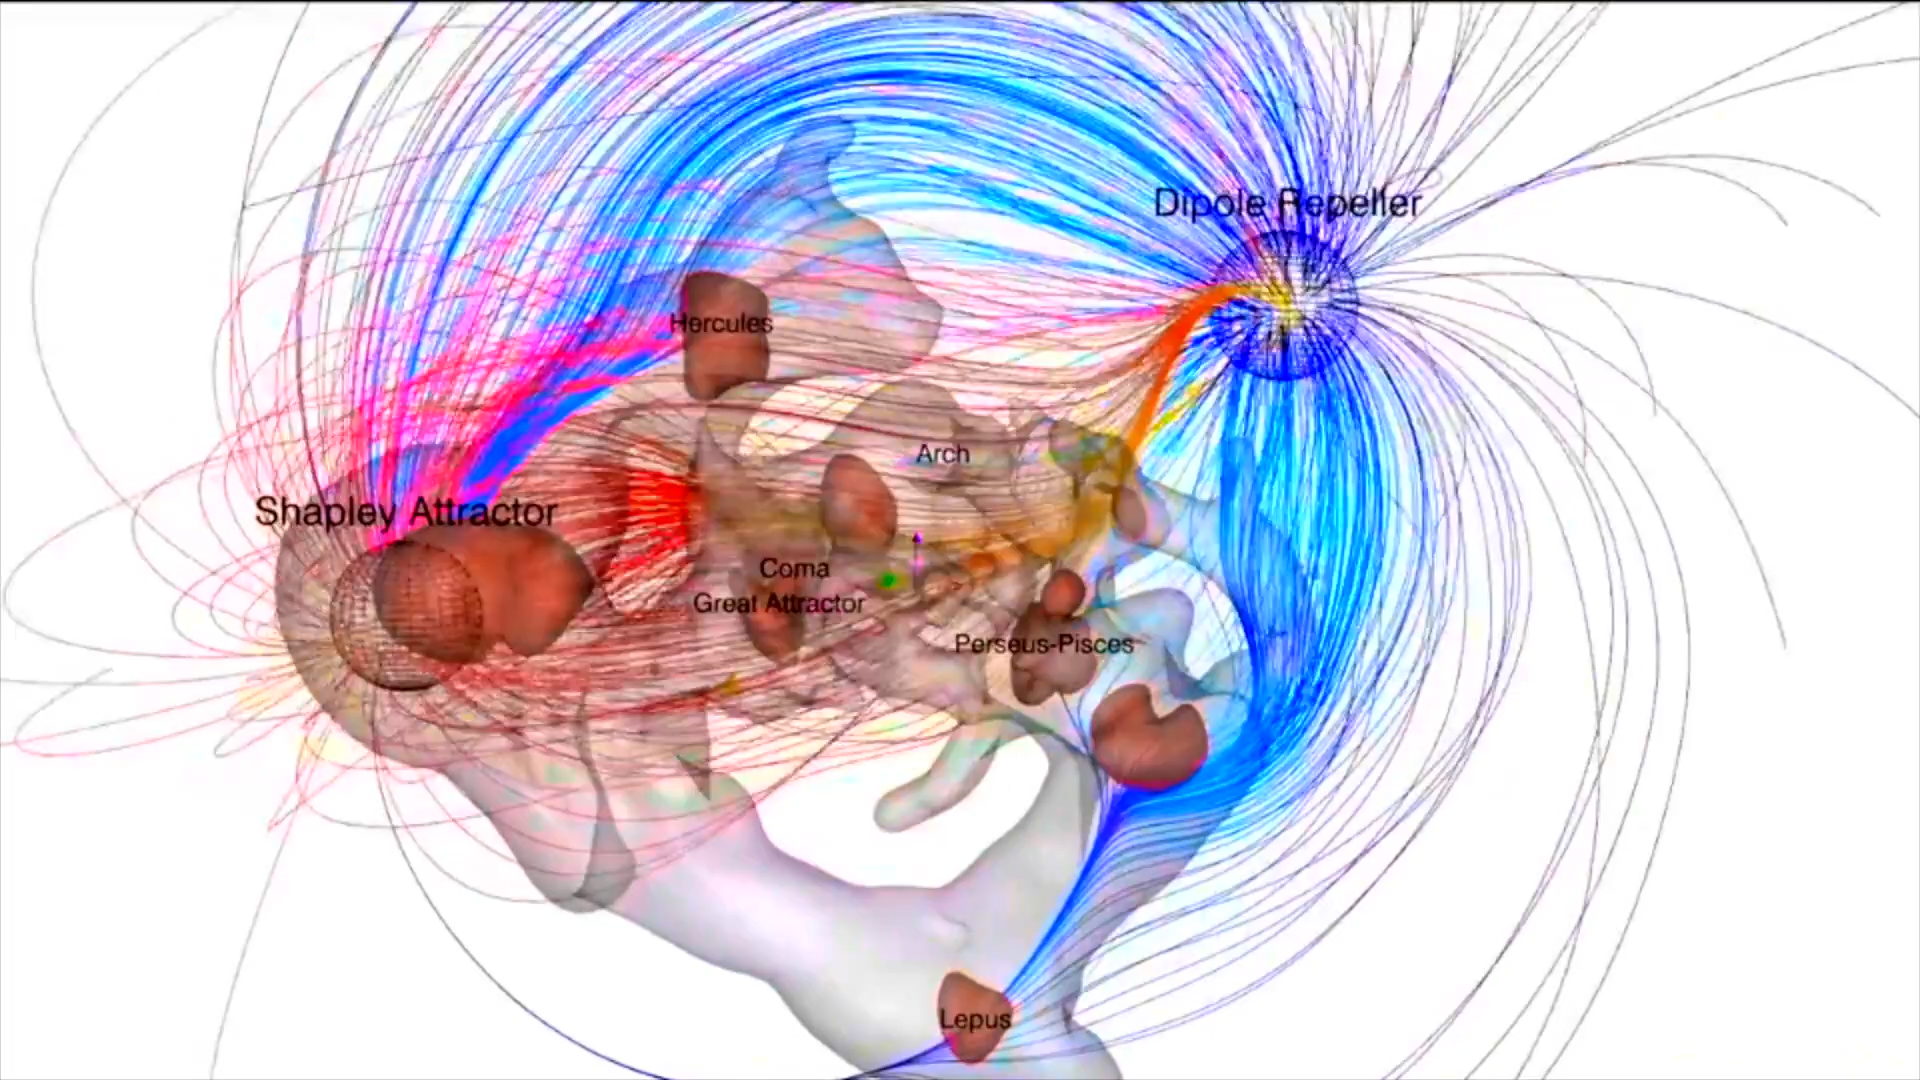 Dipole Repeller
Hercules
Arch
Shapley Attractor
Coma
Great Attractor
Perseus-Pisces
Lepus